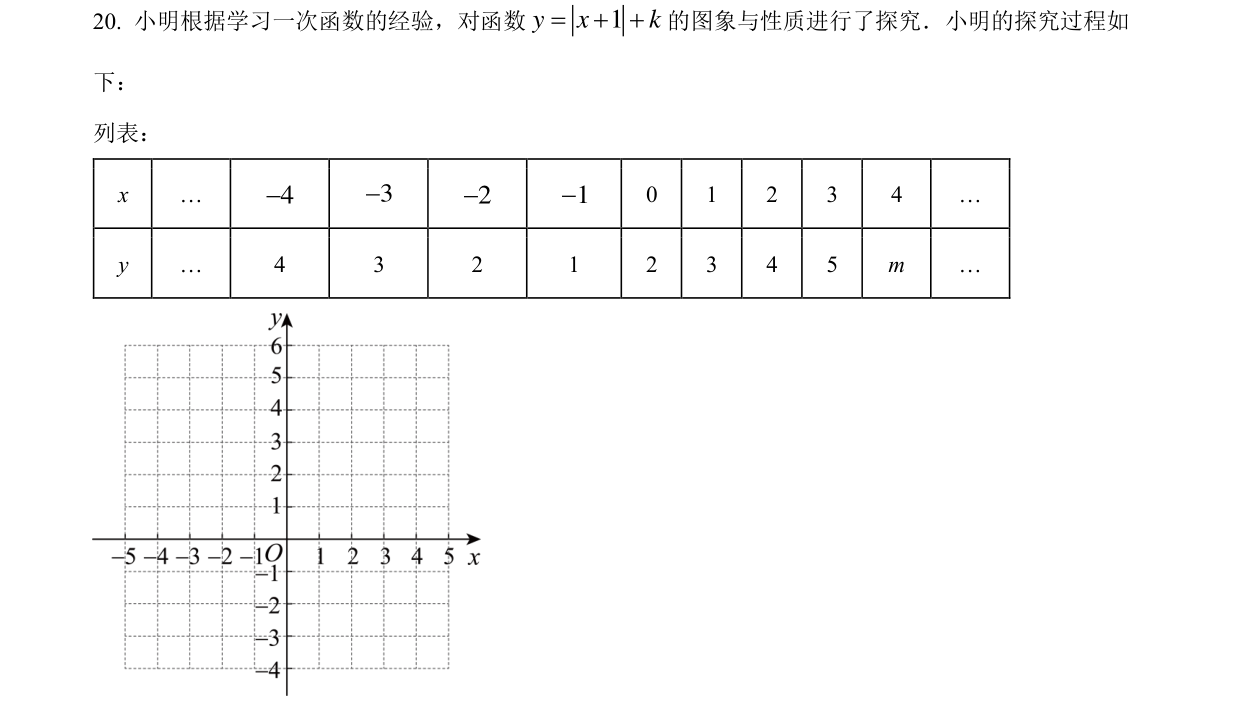 20. 小明根据学习一次函数的经验，对函数 y=|x+1|+k 的图象与性质进行了探究．小明的探究过程如
下：
列表：
x … –4 –3 –2 –1 0 1 2 3 4 …
y … 4 3 2 1 2 3 4 5 m …
y
6
5
4
3
2
1
–5 –4 –3 –2 –1 O 1 2 3 4 5 x
–1
–2
–3
–4